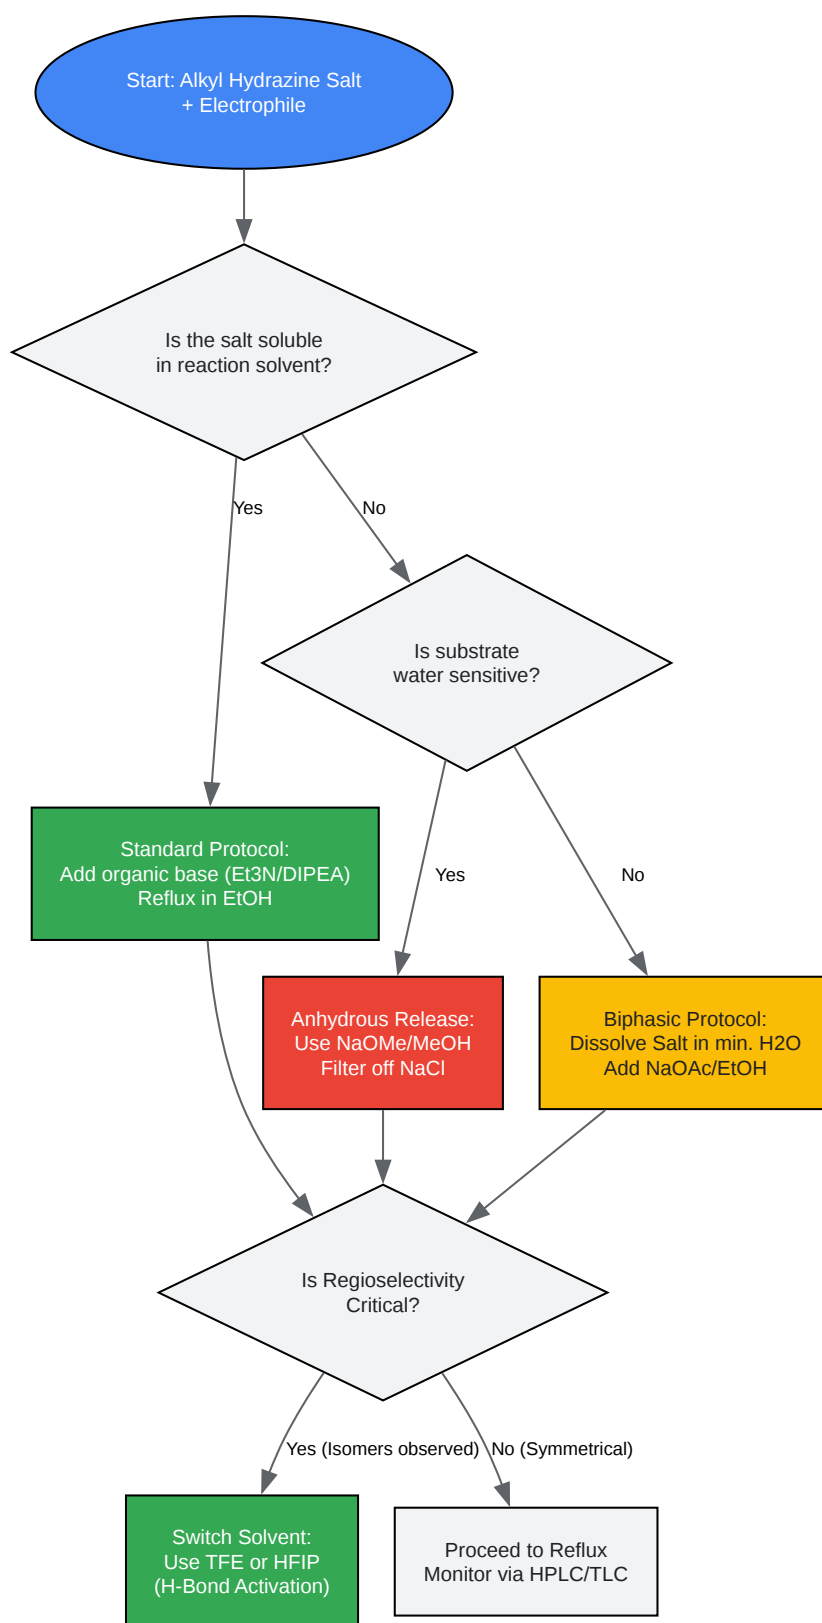 Start: Alkyl Hydrazine Salt
+ Electrophile
Is the salt soluble
in reaction solvent?
Yes
No
Is substrate
water sensitive?
Standard Protocol:
Add organic base (Et3N/DIPEA)
Reflux in EtOH
Yes
No
Anhydrous Release:
Use NaOMe/MeOH
Filter off NaCl
Biphasic Protocol:
Dissolve Salt in min. H2O
Add NaOAc/EtOH
Is Regioselectivity
Critical?
Yes (Isomers observed)
No (Symmetrical)
Switch Solvent:
Use TFE or HFIP
(H-Bond Activation)
Proceed to Reflux
Monitor via HPLC/TLC